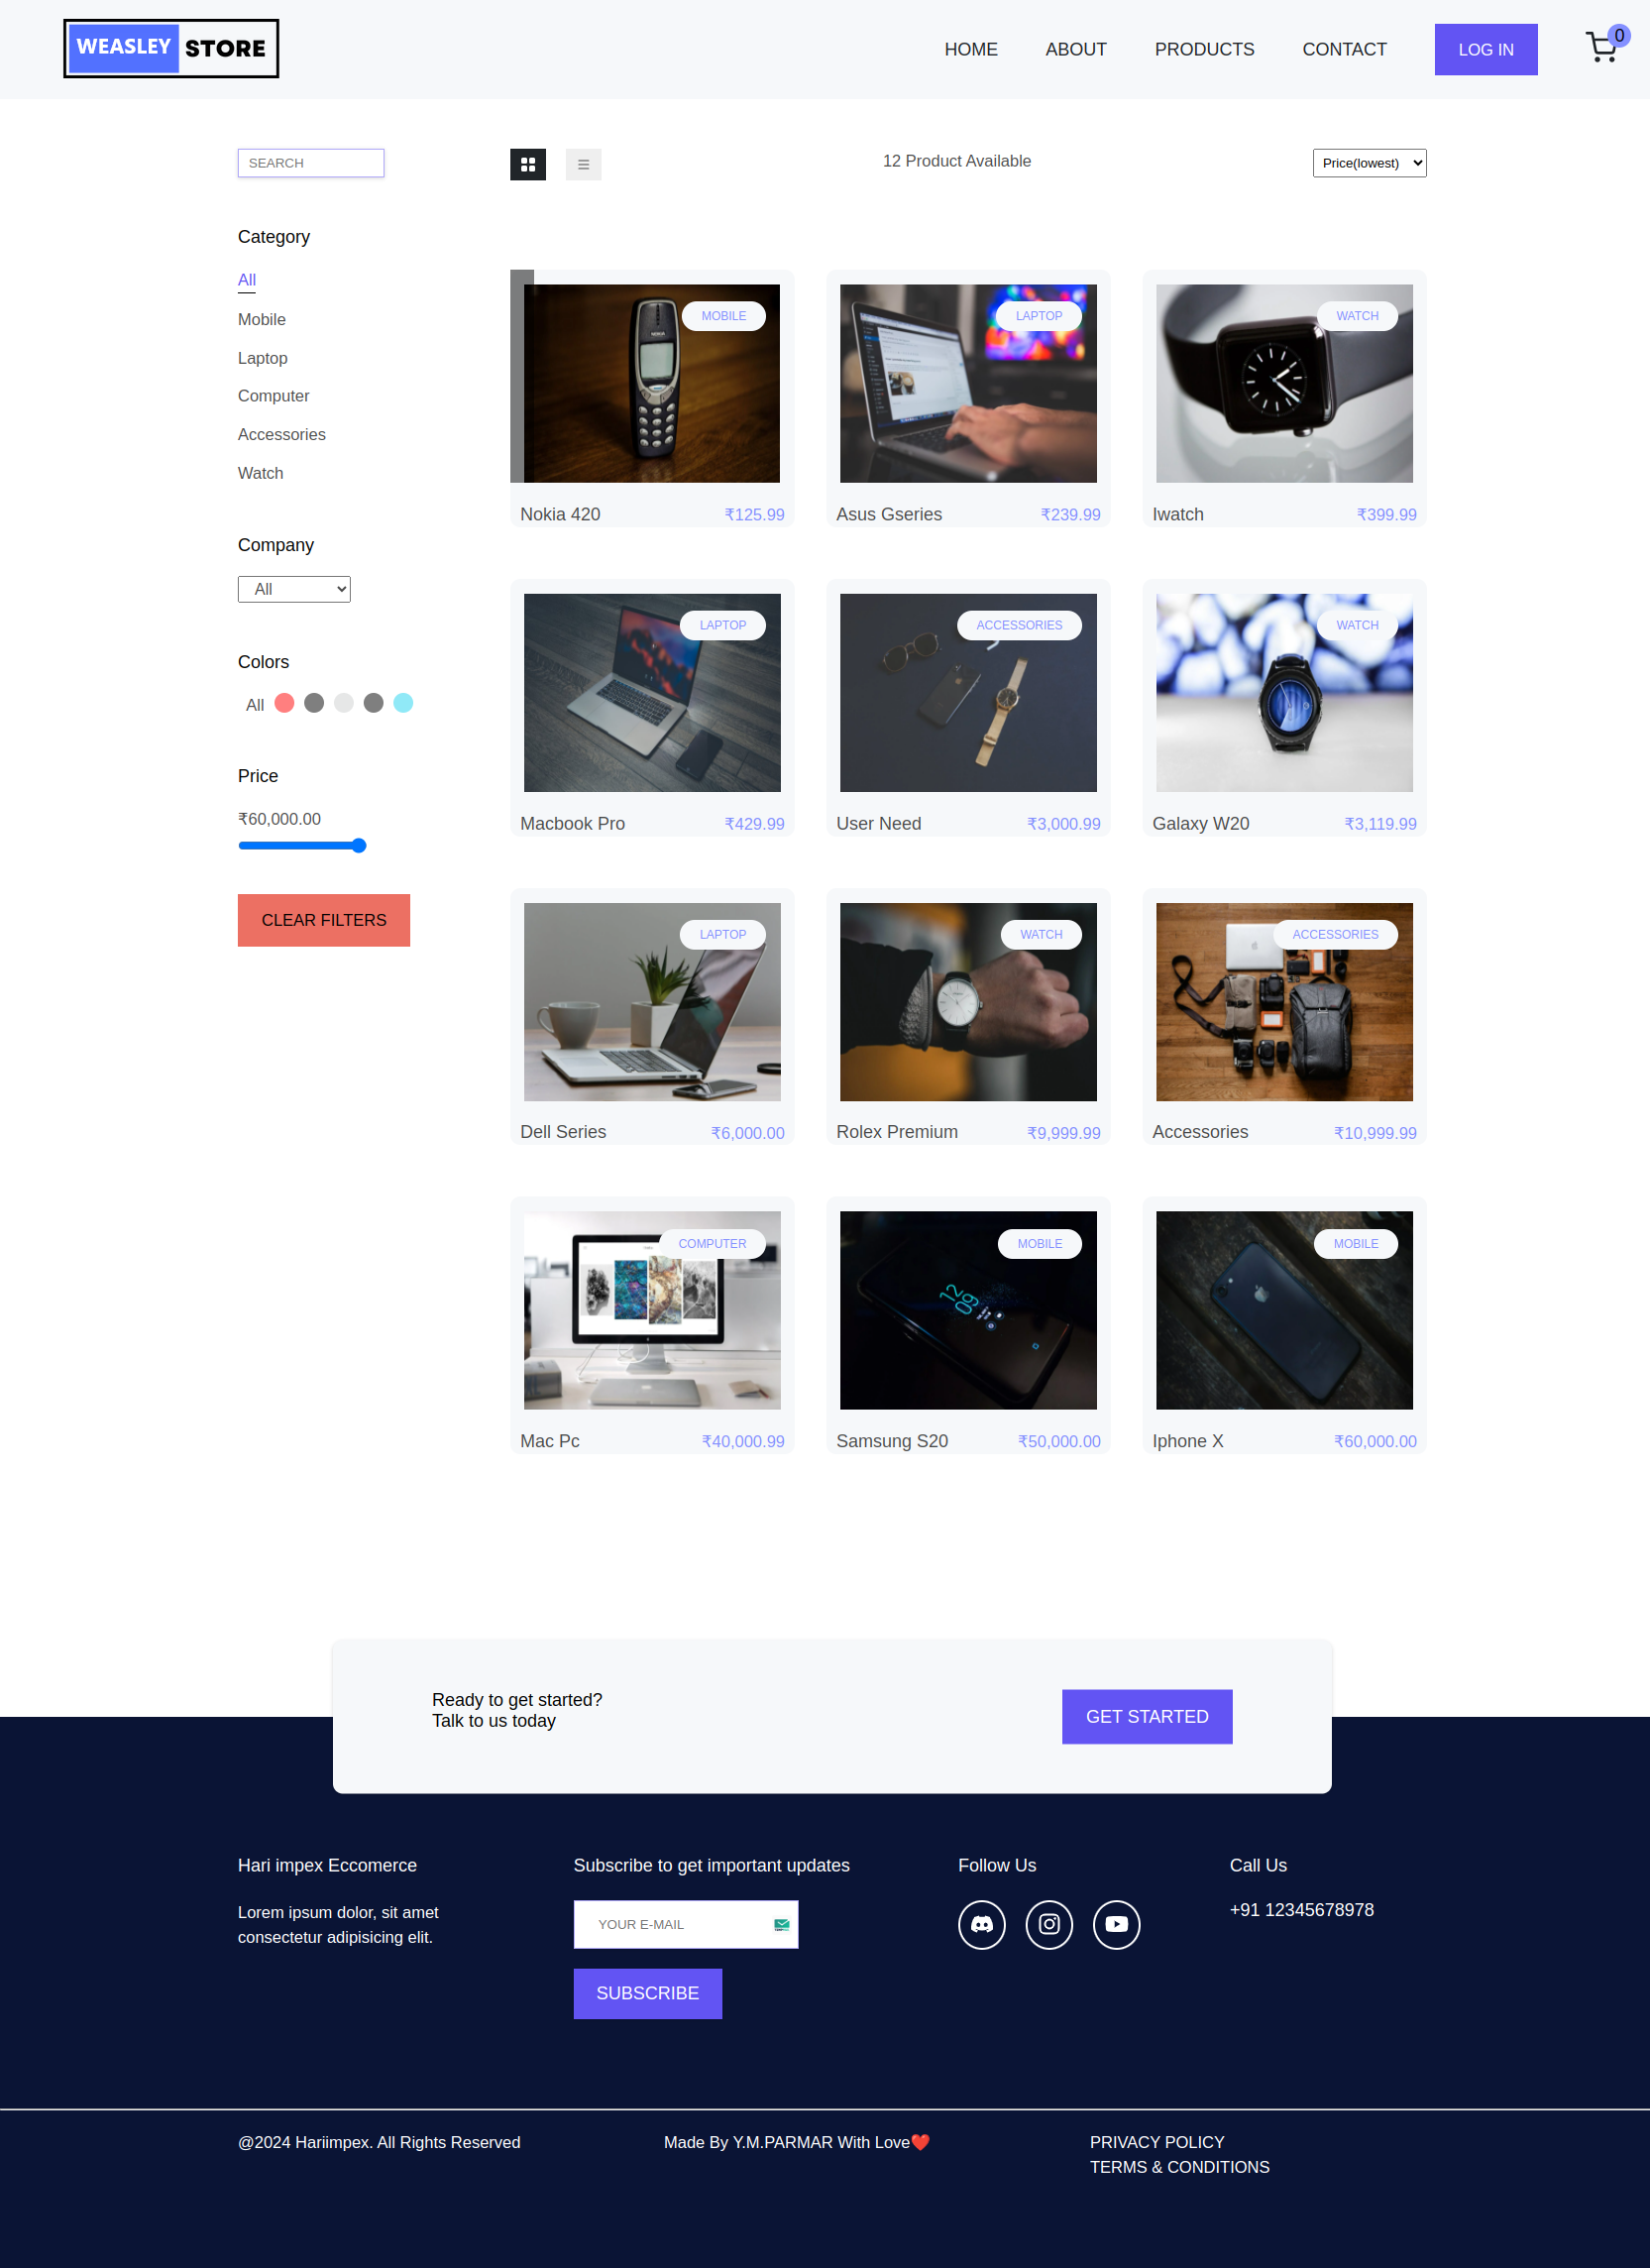 WEASLEY STORE
HOME
ABOUT
PRODUCTS
CONTACT
LOG IN
0
SEARCH
12 Product Available
Price(lowest)
Category
All
Mobile
Laptop
Computer
Accessories
Watch
Company
All
Colors
All
Price
₹60,000.00
CLEAR FILTERS
NOKIA
MOBILE
Nokia 420
₹125.99
LAPTOP
Asus Gseries
₹239.99
WATCH
Iwatch
₹399.99
LAPTOP
Macbook Pro
₹429.99
ACCESSORIES
User Need
₹3,000.99
WATCH
Galaxy W20
₹3,119.99
LAPTOP
Dell Series
₹6,000.00
WATCH
Rolex Premium
₹9,999.99
ACCESSORIES
Accessories
₹10,999.99
COMPUTER
Mac Pc
₹40,000.99
12
09
MOBILE
Samsung S20
₹50,000.00
MOBILE
Iphone X
₹60,000.00
Ready to get started?
Talk to us today
GET STARTED
Hari impex Eccomerce
Lorem ipsum dolor, sit amet
consectetur adipisicing elit.
Subscribe to get important updates
YOUR E-MAIL
SUBSCRIBE
Follow Us
Call Us
+91 12345678978
@2024 Hariimpex. All Rights Reserved
Made By Y.M.PARMAR With Love❤️
PRIVACY POLICY
TERMS & CONDITIONS